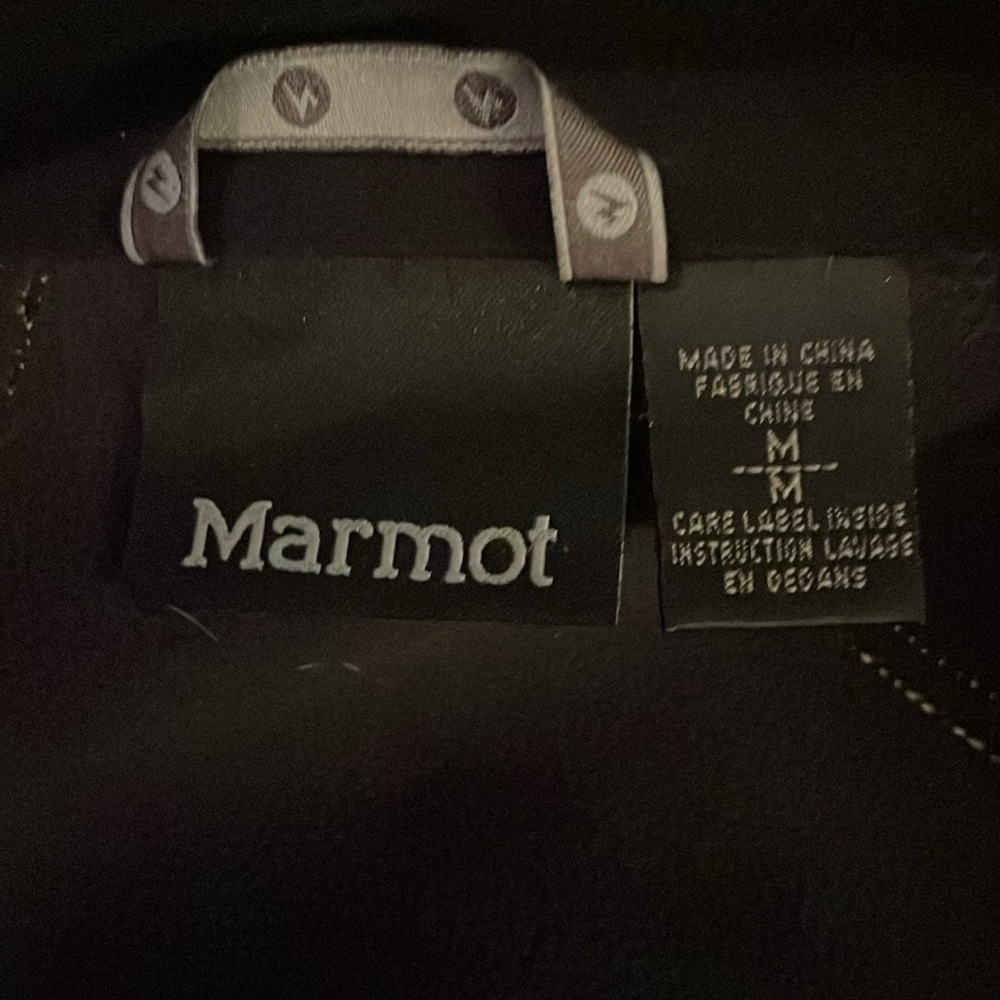 Marmot
MADE IN CHINA
FABRIQUE EN
CHINE
M
M
CARE LABEL INSIDE
INSTRUCTION LAVAGE
EN DEDANS